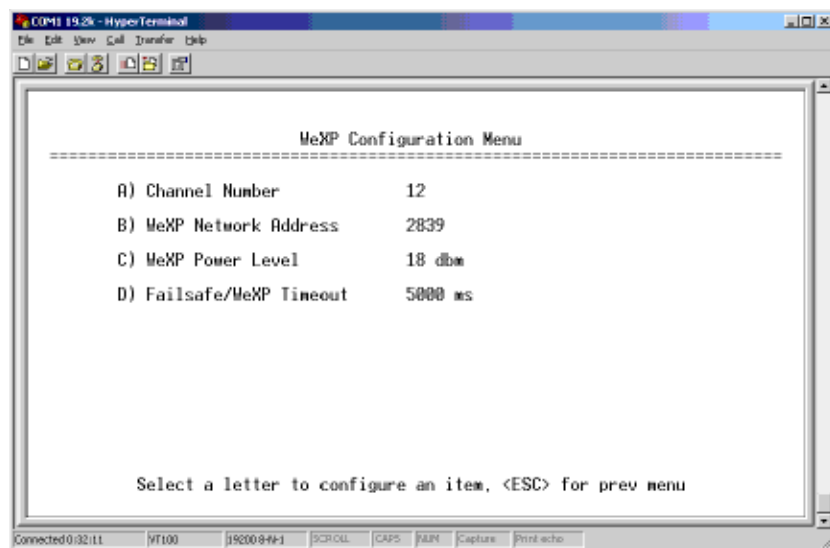 COM1 19.2k - HyperTerminal
File Edit View Call Transfer Help
WeXP Configuration Menu
================================================================================
A) Channel Number 12
B) WeXP Network Address 2839
C) WeXP Power Level 18 dbm
D) Failsafe/WeXP Timeout 5000 ms
Select a letter to configure an item, <ESC> for prev menu
Connected 0:32:11 VT100 19200 8-N-1 SCROLL CAPS NUM Capture Print echo